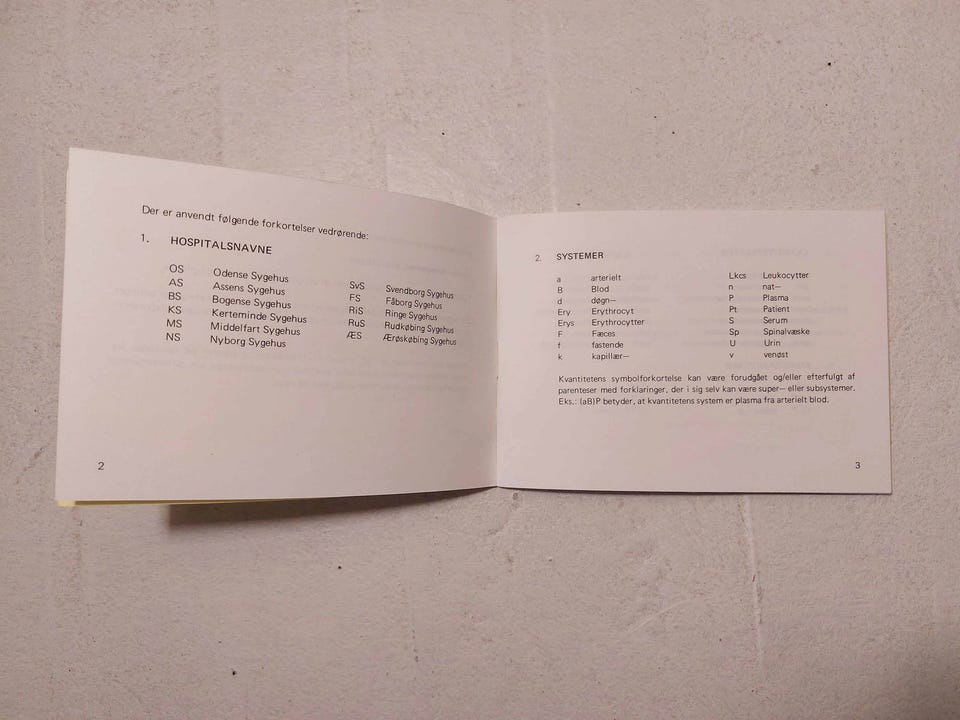 Der er anvendt følgende forkortelser vedrørende:
1. HOSPITALSNAVNE
OS Odense Sygehus
AS Assens Sygehus
BS Bogense Sygehus
KS Kerteminde Sygehus
MS Middelfart Sygehus
NS Nyborg Sygehus
SvS Svendborg Sygehus
FS Fåborg Sygehus
RiS Ringe Sygehus
RuS Rudkøbing Sygehus
ÆS Ærøskøbing Sygehus
2
2. SYSTEMER
a arterielt
B Blod
d døgn—
Ery Erythrocyt
Erys Erythrocytter
F Fæces
f fastende
k kapillær—
Lkcs Leukocytter
n nat—
P Plasma
Pt Patient
S Serum
Sp Spinalvæske
U Urin
v venøst
Kvantitetens symbolforkortelse kan være forudgået og/eller efterfulgt af
parenteser med forklaringer, der i sig selv kan være super— eller subsystemer.
Eks.: (aB)P betyder, at kvantitetens system er plasma fra arterielt blod.
3